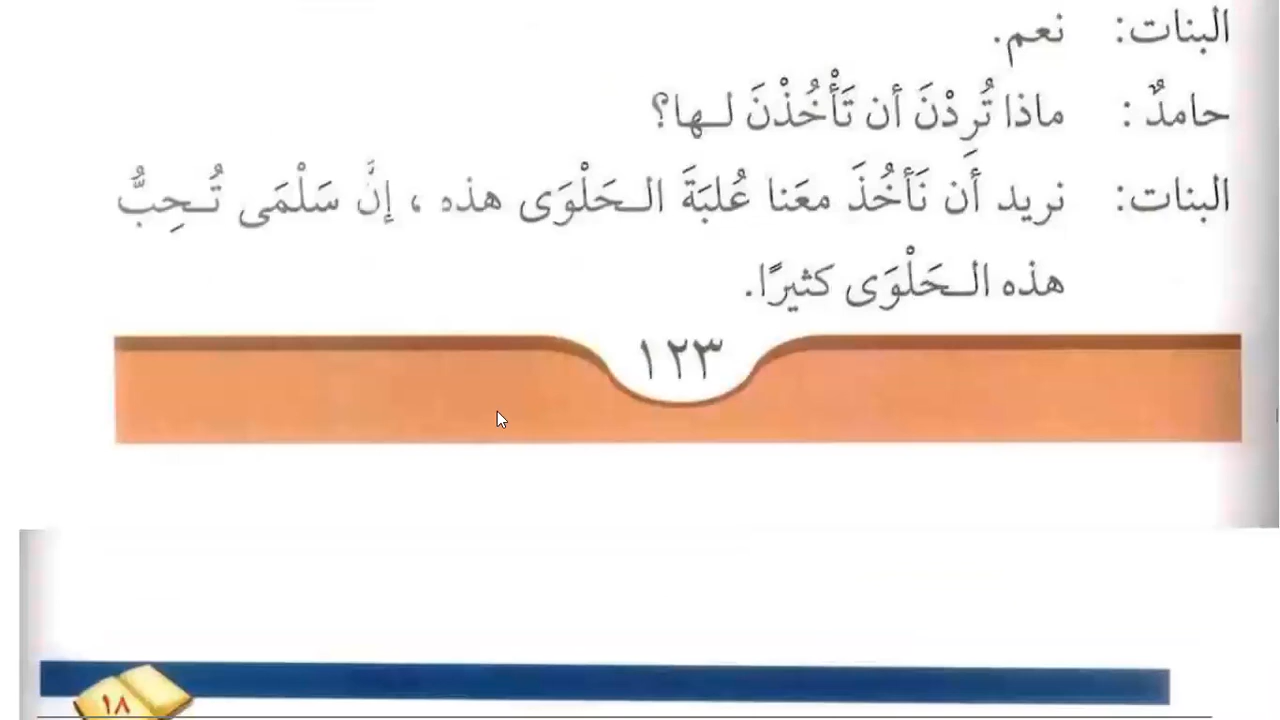 البنات: نعم.
حامدٌ : ماذا تُرِدْنَ أن تَأْخُذْنَ لـها؟
البنات: نريد أَن نَأخُذَ معَنا عُلبَةَ الـحَلْوَى هذه ، إنَّ سَلْمَى تُـحِبُّ
هذه الـحَلْوَى كثيرًا.
١٢٣
١٨